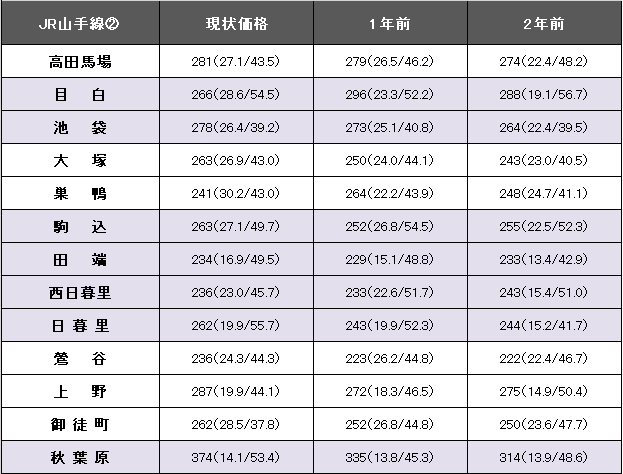 JR山手線② 現状価格 1年前 2年前
高田馬場 281(27.1/43.5) 279(26.5/46.2) 274(22.4/48.2)
目白 266(28.6/54.5) 296(23.3/52.2) 288(19.1/56.7)
池袋 278(26.4/39.2) 273(25.1/40.8) 264(22.4/39.5)
大塚 263(26.9/43.0) 250(24.0/44.1) 243(23.0/40.5)
巣鴨 241(30.2/43.0) 264(22.2/43.9) 248(24.7/41.1)
駒込 263(27.1/49.7) 252(26.8/54.5) 255(22.5/52.3)
田端 234(16.9/49.5) 229(15.1/48.8) 233(13.4/42.9)
西日暮里 236(23.0/45.7) 233(22.6/51.7) 243(15.4/51.0)
日暮里 262(19.9/55.7) 243(19.9/52.3) 244(15.2/41.7)
鶯谷 236(24.3/44.3) 223(26.2/44.8) 222(22.4/46.7)
上野 287(19.9/44.1) 272(18.3/46.5) 275(14.9/50.4)
御徒町 262(28.5/37.8) 252(26.8/44.8) 250(23.6/47.7)
秋葉原 374(14.1/53.4) 335(13.8/45.3) 314(13.9/48.6)